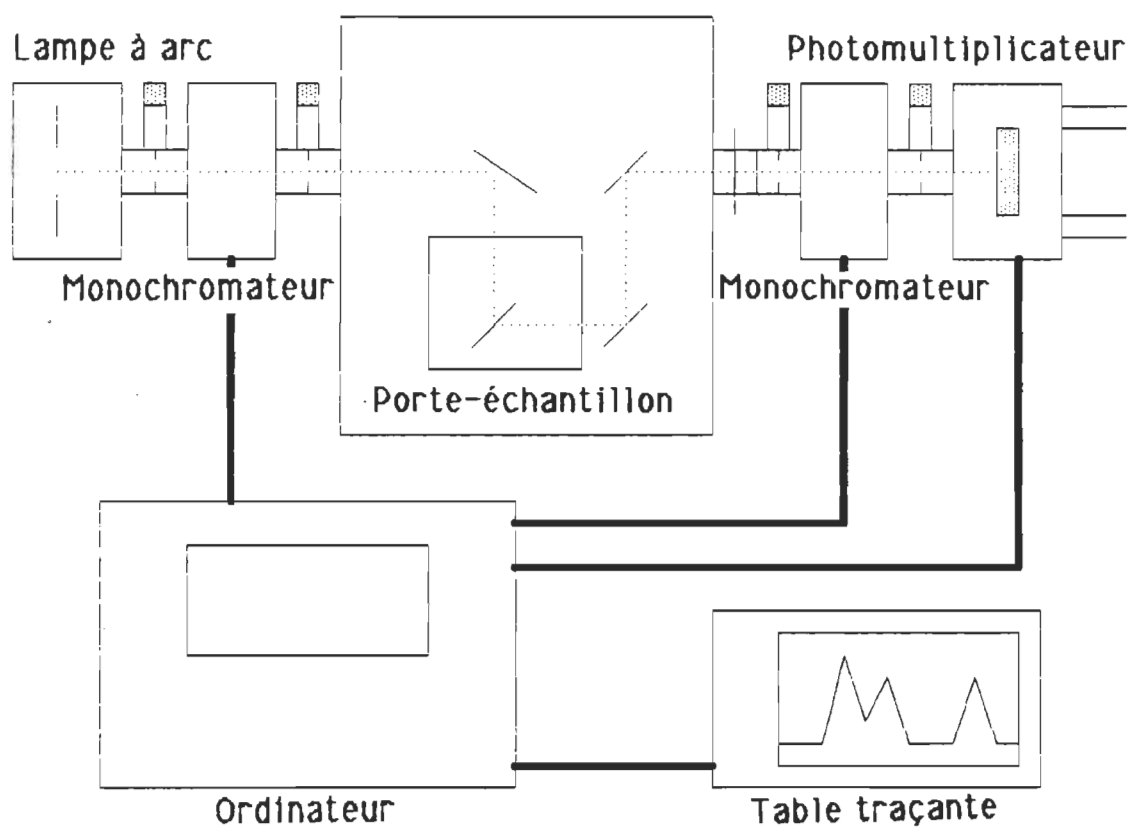 Lampe à arc
Photomultiplicateur
Monochromateur
Monochromateur
Porte-échantillon
Ordinateur
Table traçante